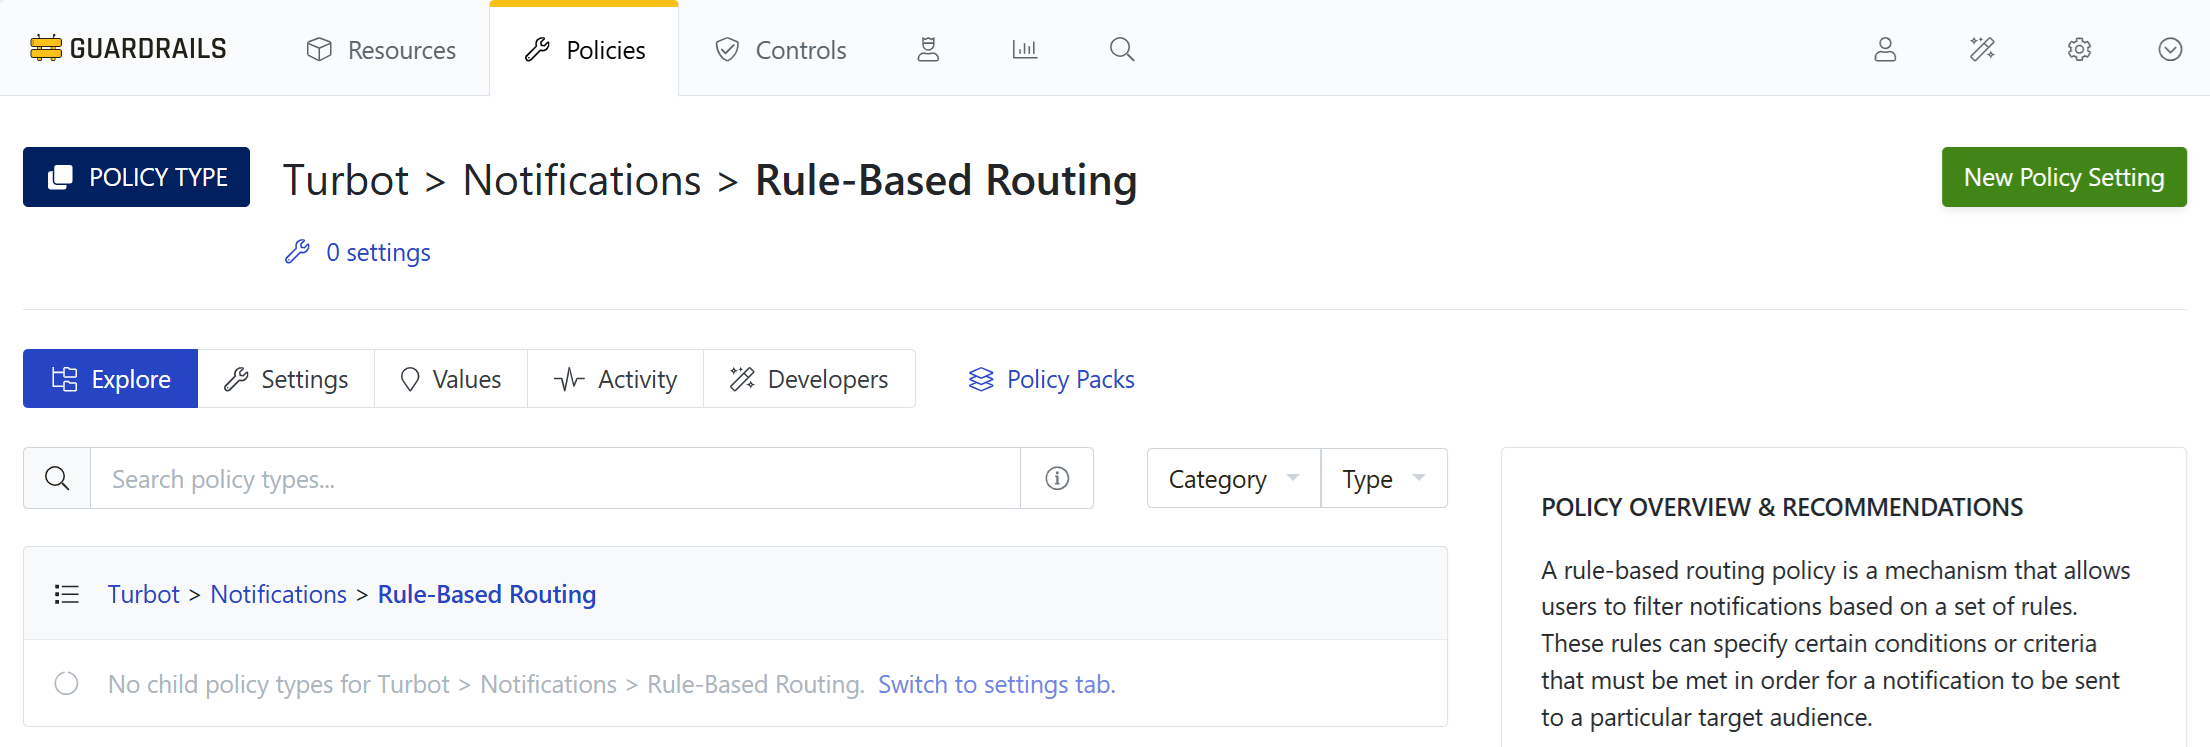 GUARDRAILS Resources Policies Controls
POLICY TYPE Turbot > Notifications > Rule-Based Routing New Policy Setting
0 settings
Explore Settings Values Activity Developers Policy Packs
Search policy types... Category Type
Turbot > Notifications > Rule-Based Routing
No child policy types for Turbot > Notifications > Rule-Based Routing. Switch to settings tab.
POLICY OVERVIEW & RECOMMENDATIONS
A rule-based routing policy is a mechanism that allows
users to filter notifications based on a set of rules.
These rules can specify certain conditions or criteria
that must be met in order for a notification to be sent
to a particular target audience.